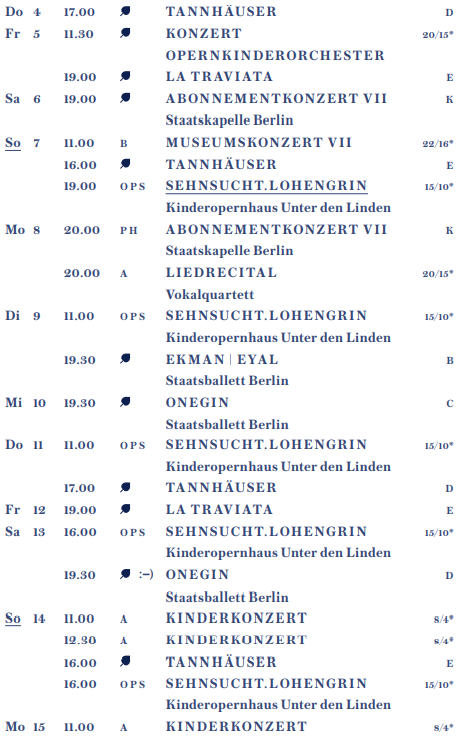 Do 4 17.00 TANNHÄUSER D
Fr 5 11.30 KONZERT 20/15*
OPERNKINDERORCHESTER
19.00 LA TRAVIATA E
Sa 6 19.00 ABONNEMENTKONZERT VII K
Staatskapelle Berlin
So 7 11.00 B MUSEUMSKONZERT VII 22/16*
16.00 TANNHÄUSER E
19.00 OPS SEHNSUCHT.LOHENGRIN 15/10*
Kinderopernhaus Unter den Linden
Mo 8 20.00 PH ABONNEMENTKONZERT VII K
Staatskapelle Berlin
20.00 A LIEDRECITAL 20/15*
Vokalquartett
Di 9 11.00 OPS SEHNSUCHT.LOHENGRIN 15/10*
Kinderopernhaus Unter den Linden
19.30 EKMAN | EYAL B
Staatsballett Berlin
Mi 10 19.30 ONEGIN C
Staatsballett Berlin
Do 11 11.00 OPS SEHNSUCHT.LOHENGRIN 15/10*
Kinderopernhaus Unter den Linden
17.00 TANNHÄUSER D
Fr 12 19.00 LA TRAVIATA E
Sa 13 16.00 OPS SEHNSUCHT.LOHENGRIN 15/10*
Kinderopernhaus Unter den Linden
19.30 :–) ONEGIN D
Staatsballett Berlin
So 14 11.00 A KINDERKONZERT 8/4*
12.30 A KINDERKONZERT 8/4*
16.00 TANNHÄUSER E
16.00 OPS SEHNSUCHT.LOHENGRIN 15/10*
Kinderopernhaus Unter den Linden
Mo 15 11.00 A KINDERKONZERT 8/4*